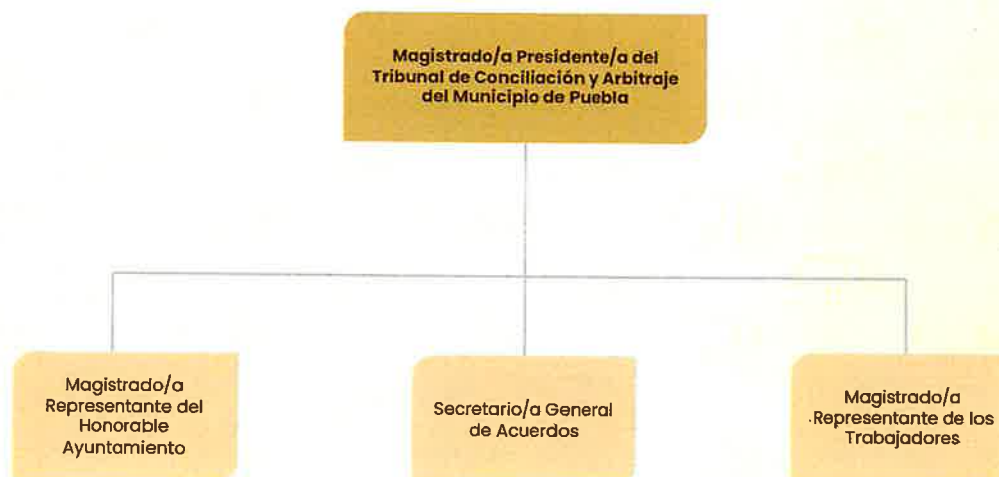 Magistrado/a Presidente/a del
Tribunal de Conciliación y Arbitraje
del Municipio de Puebla
Magistrado/a
Representante del
Honorable
Ayuntamiento
Secretario/a General
de Acuerdos
Magistrado/a
Representante de los
Trabajadores